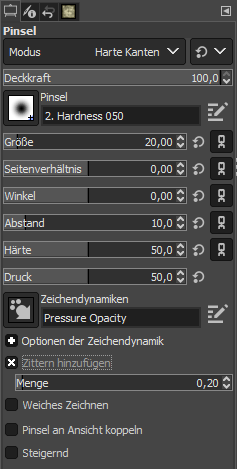 Pinsel
Modus Harte Kanten
Deckkraft 100,0
Pinsel
2. Hardness 050
Größe 20,00
Seitenverhältnis 0,00
Winkel 0,00
Abstand 10,0
Härte 50,0
Druck 50,0
Zeichendynamiken
Pressure Opacity
Optionen der Zeichendynamik
Zittern hinzufügen
Menge 0,20
Weiches Zeichnen
Pinsel an Ansicht koppeln
Steigernd